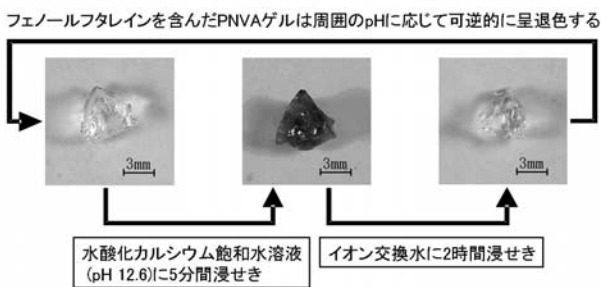 フェノールフタレインを含んだPNVAゲルは周囲のpHに応じて可逆的に呈退色する
3mm
3mm
3mm
水酸化カルシウム飽和水溶液
(pH 12.6)に5分間浸せき
イオン交換水に2時間浸せき